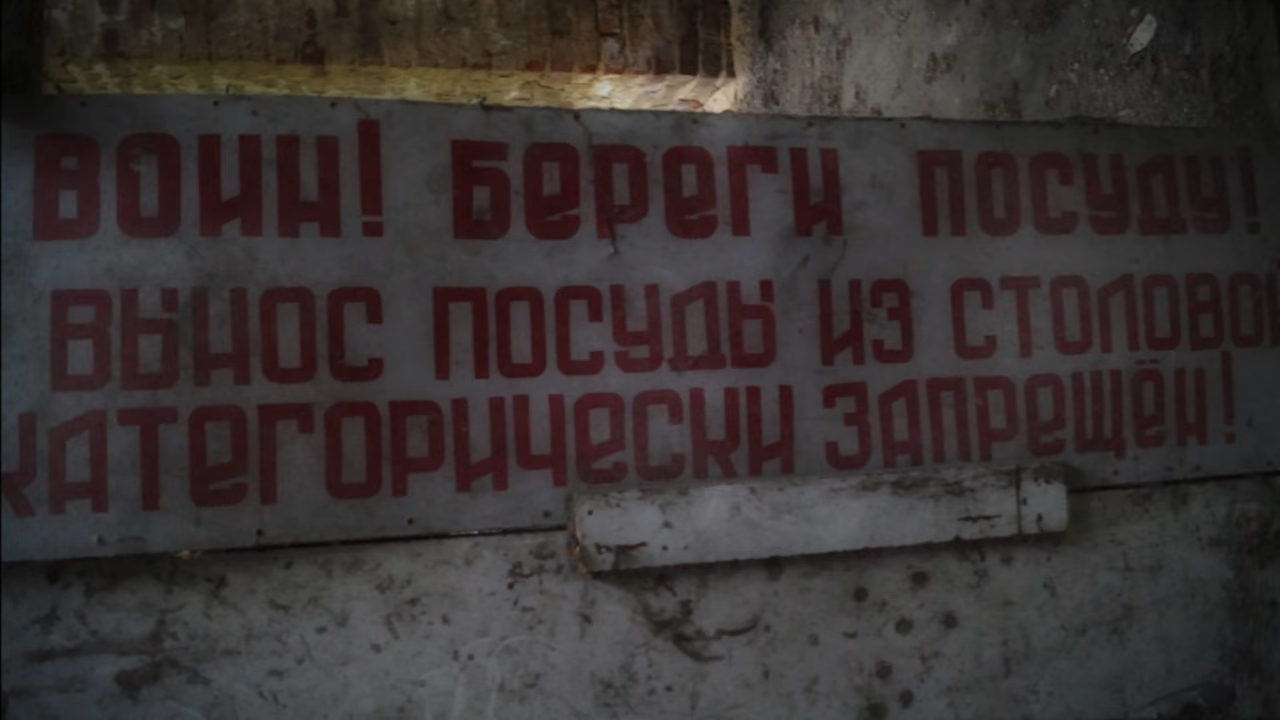 ВОИН! БЕРЕГИ ПОСУДУ!
ВЫНОС ПОСУДЫ ИЗ СТОЛОВОЙ
КАТЕГОРИЧЕСКИ ЗАПРЕЩЁН!